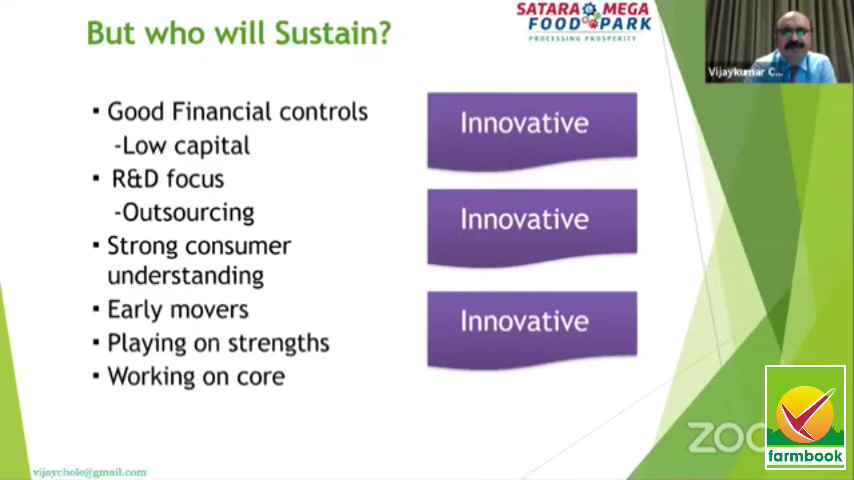 But who will Sustain?
SATARA MEGA
FOOD PARK
PROCESSING PROSPERITY
Vijaykumar C...
▪ Good Financial controls
-Low capital
▪ R&D focus
-Outsourcing
▪ Strong consumer
understanding
▪ Early movers
▪ Playing on strengths
▪ Working on core
Innovative
Innovative
Innovative
vijaychole@gmail.com
ZOO
farmbook